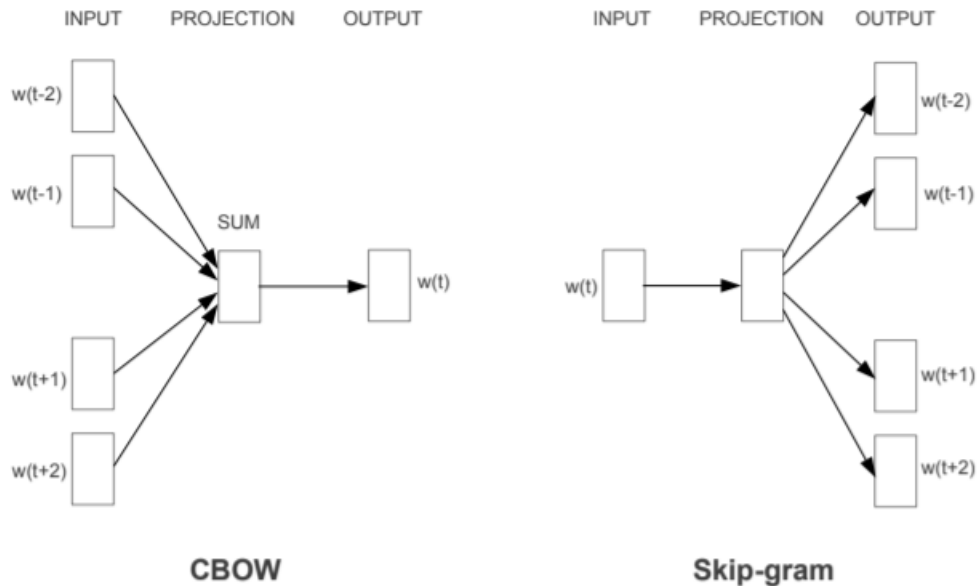 INPUT PROJECTION OUTPUT
w(t-2)
w(t-1)
SUM
w(t)
w(t+1)
w(t+2)
CBOW
INPUT PROJECTION OUTPUT
w(t-2)
w(t-1)
w(t)
w(t+1)
w(t+2)
Skip-gram